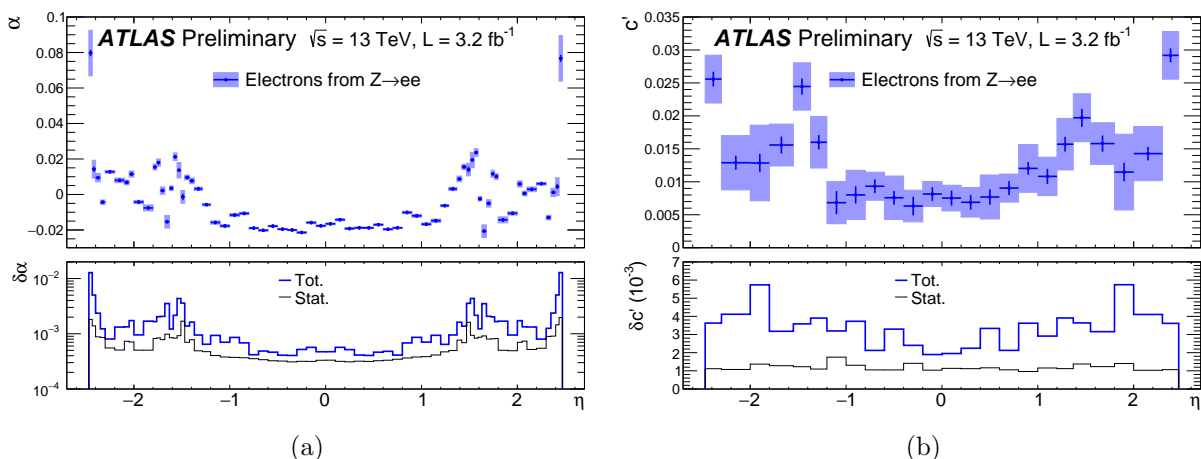 α
ATLAS Preliminary √s = 13 TeV, L = 3.2 fb⁻¹
Electrons from Z→ee
0.1
0.08
0.06
0.04
0.02
0
−0.02
δα
10⁻²
10⁻³
10⁻⁴
Tot.
Stat.
−2 −1 0 1 2 η
(a)
c'
ATLAS Preliminary √s = 13 TeV, L = 3.2 fb⁻¹
Electrons from Z→ee
0.035
0.03
0.025
0.02
0.015
0.01
0.005
0
δc' (10⁻³)
7
6
5
4
3
2
1
0
Tot.
Stat.
−2 −1 0 1 2 η
(b)